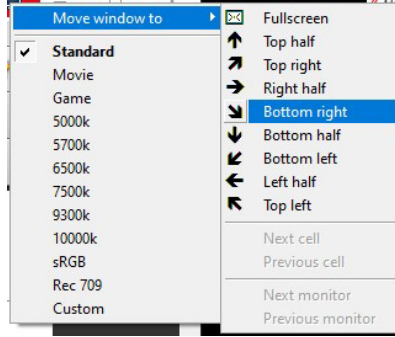 Move window to
Standard
Movie
Game
5000k
5700k
6500k
7500k
9300k
10000k
sRGB
Rec 709
Custom
Fullscreen
Top half
Top right
Right half
Bottom right
Bottom half
Bottom left
Left half
Top left
Next cell
Previous cell
Next monitor
Previous monitor